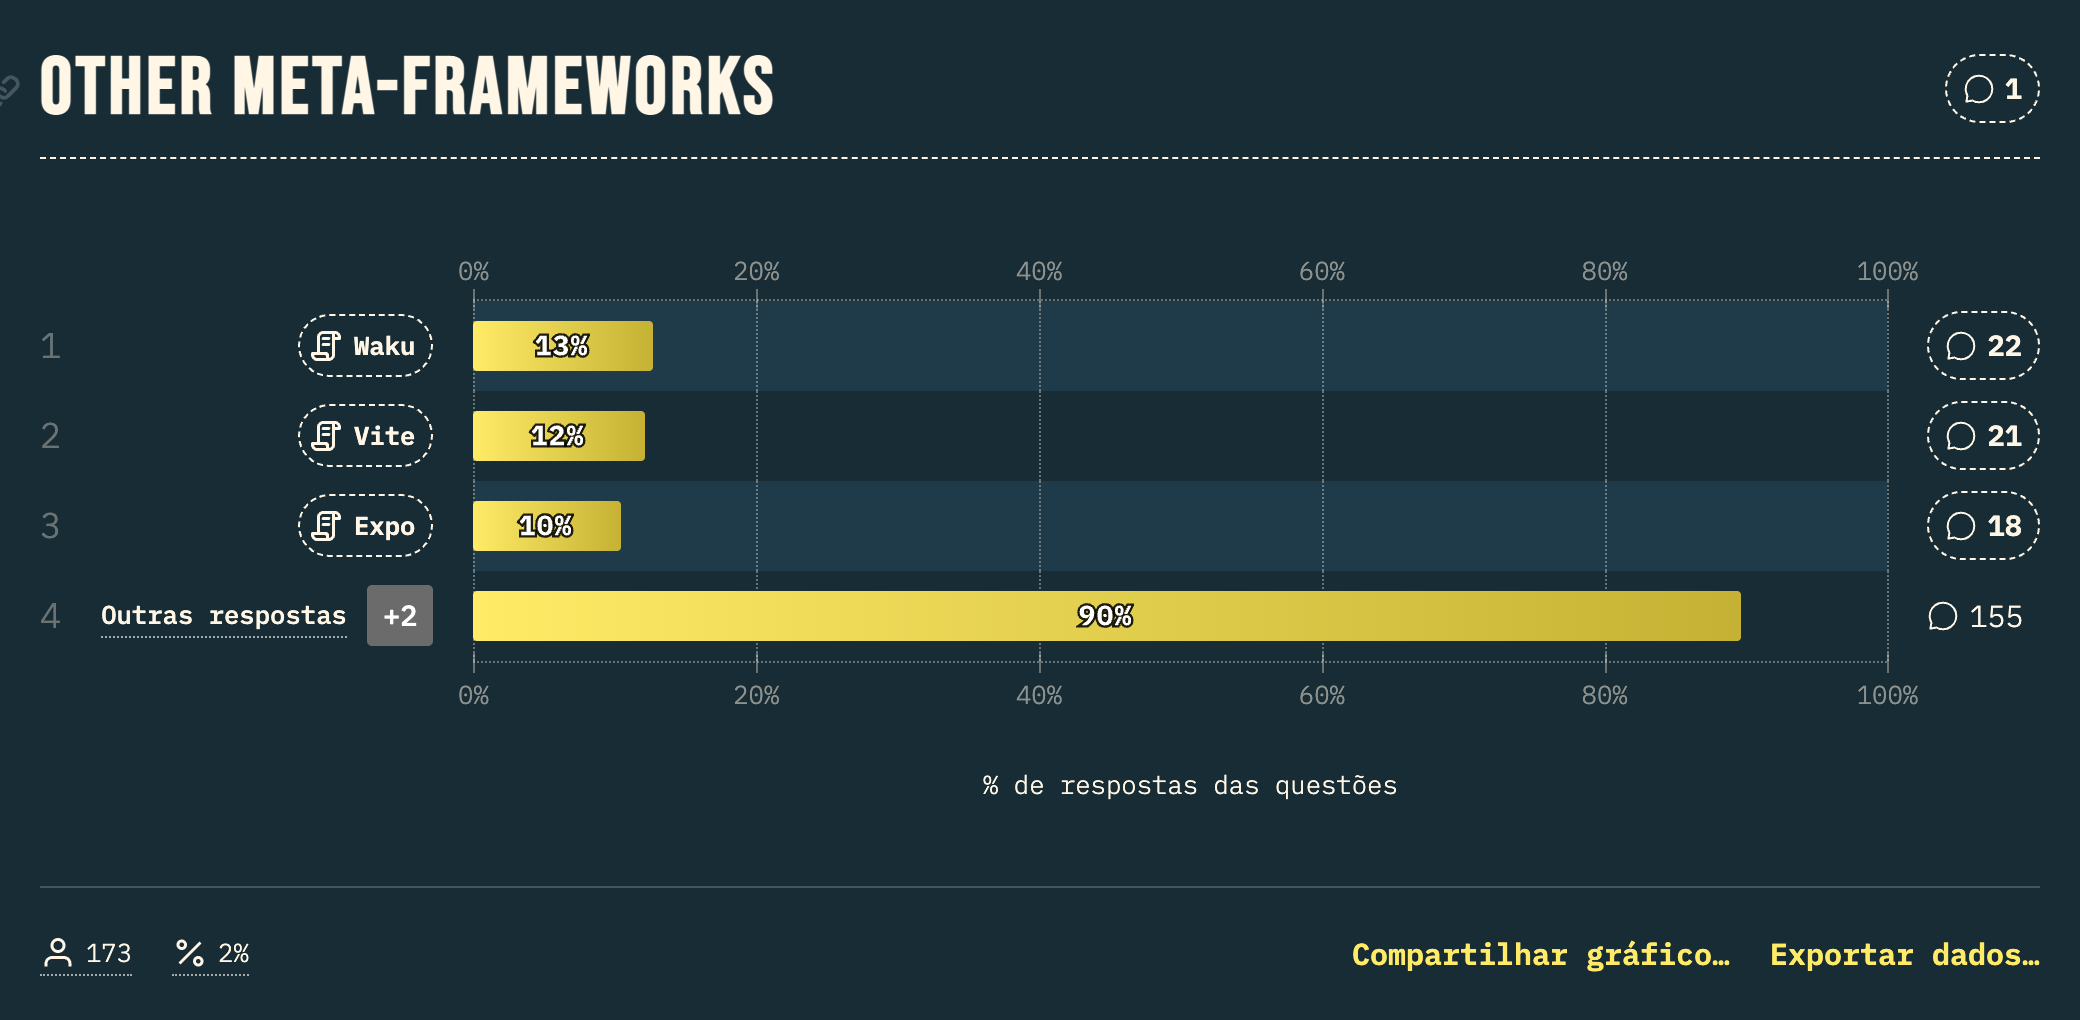 OTHER META-FRAMEWORKS
1
0% 20% 40% 60% 80% 100%
1 Waku 13% 22
2 Vite 12% 21
3 Expo 10% 18
4 Outras respostas +2 90% 155
0% 20% 40% 60% 80% 100%
% de respostas das questões
173 2% Compartilhar gráfico… Exportar dados…